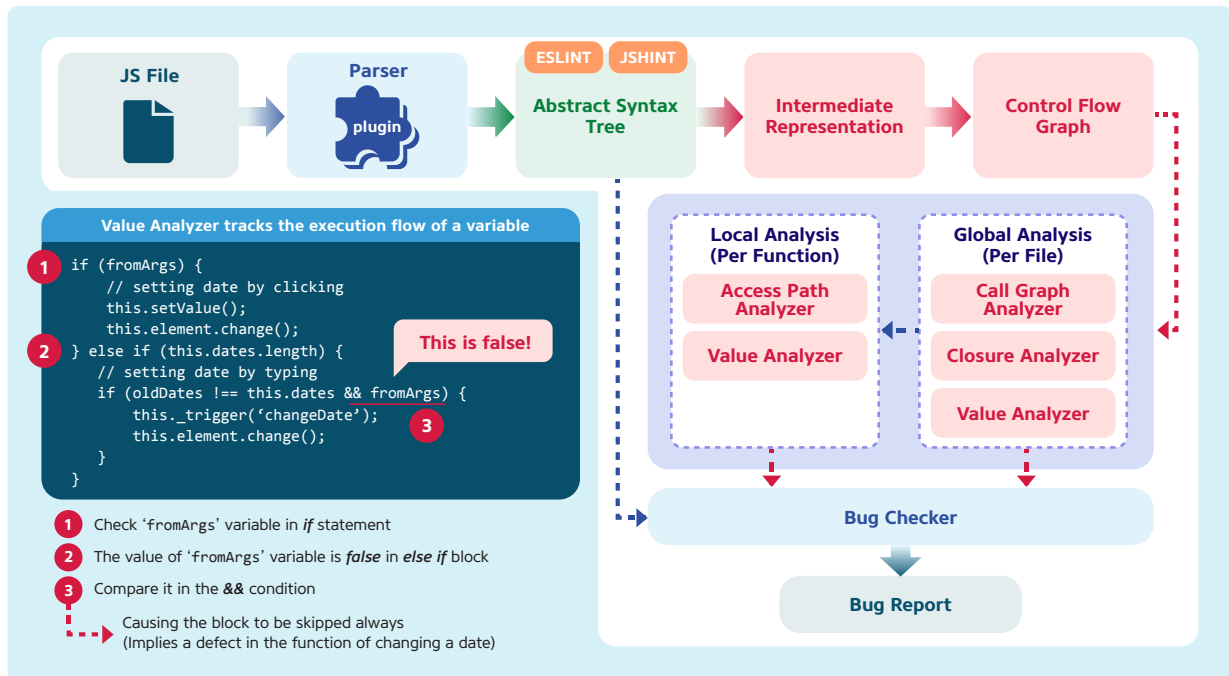 JS File
Parser
plugin
ESLINT
JSHINT
Abstract Syntax
Tree
Intermediate
Representation
Control Flow
Graph
Value Analyzer tracks the execution flow of a variable
1
if (fromArgs) {
// setting date by clicking
this.setValue();
this.element.change();
2
} else if (this.dates.length) {
// setting date by typing
if (oldDates !== this.dates && fromArgs) {
this._trigger(‘changeDate’);
this.element.change();
}
}
This is false!
3
1 Check ‘fromArgs’ variable in if statement
2 The value of ‘fromArgs’ variable is false in else if block
3 Compare it in the && condition
Causing the block to be skipped always
(Implies a defect in the function of changing a date)
Local Analysis
(Per Function)
Access Path
Analyzer
Value Analyzer
Global Analysis
(Per File)
Call Graph
Analyzer
Closure Analyzer
Value Analyzer
Bug Checker
Bug Report